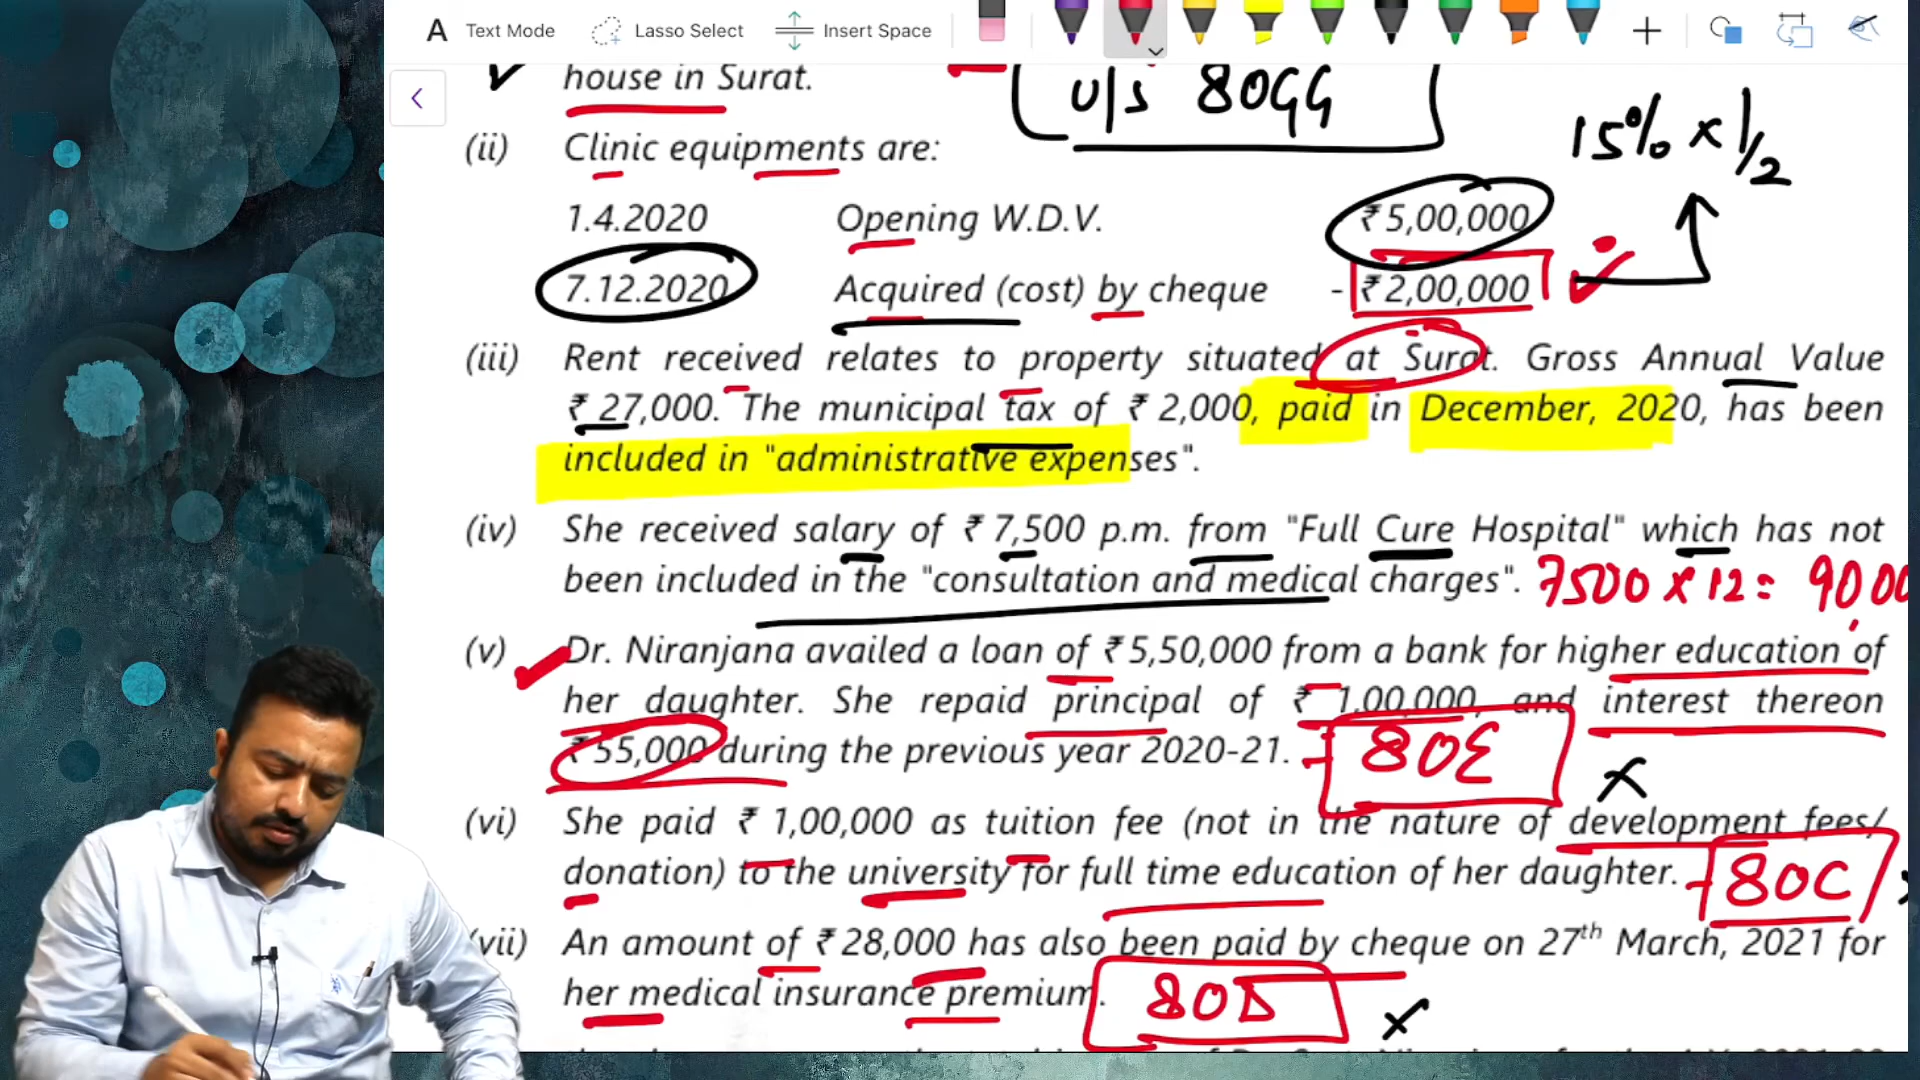 A Text Mode Lasso Select Insert Space
house in Surat.
u/s 80GG
15% x 1/2
(ii) Clinic equipments are:
1.4.2020 Opening W.D.V. ₹5,00,000
7.12.2020 Acquired (cost) by cheque - ₹2,00,000
(iii) Rent received relates to property situated at Surat. Gross Annual Value
₹ 27,000. The municipal tax of ₹ 2,000, paid in December, 2020, has been
included in "administrative expenses".
(iv) She received salary of ₹ 7,500 p.m. from "Full Cure Hospital" which has not
been included in the "consultation and medical charges". 7500 x 12 = 9000
(v) Dr. Niranjana availed a loan of ₹ 5,50,000 from a bank for higher education of
her daughter. She repaid principal of ₹ 1,00,000, and interest thereon
₹ 55,000 during the previous year 2020-21. - 80E x
(vi) She paid ₹ 1,00,000 as tuition fee (not in the nature of development fees/
donation) to the university for full time education of her daughter. - 80C
(vii) An amount of ₹ 28,000 has also been paid by cheque on 27th March, 2021 for
her medical insurance premium. 80D x